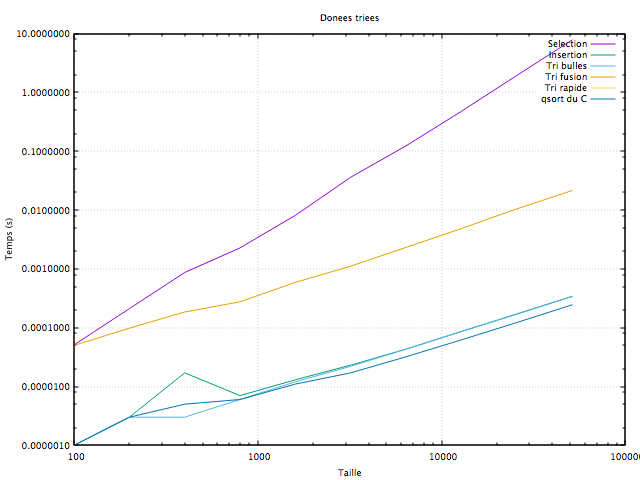 Donees triees
10.0000000
1.0000000
0.1000000
0.0100000
0.0010000
0.0001000
0.0000100
0.0000010
Temps (s)
Selection
Insertion
Tri bulles
Tri fusion
Tri rapide
qsort du C
100
1000
10000
100000
Taille